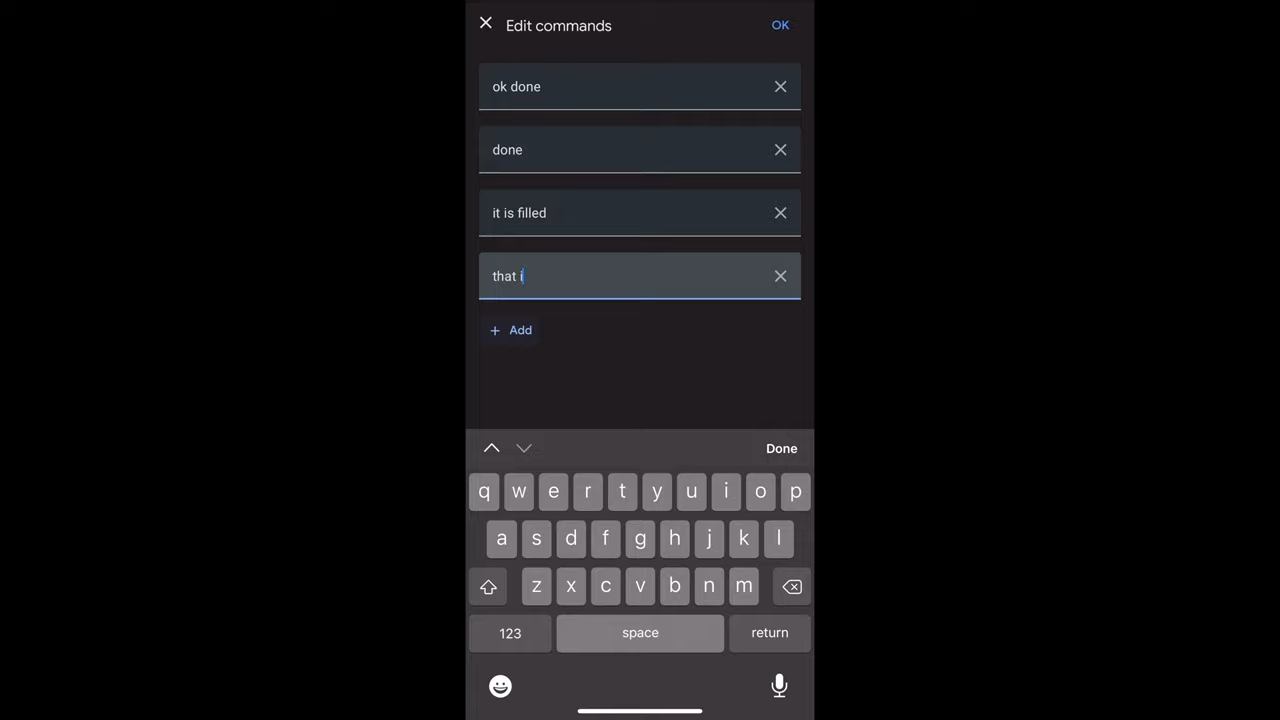 Edit commands OK
ok done
done
it is filled
that i
+ Add
Done
q w e r t y u i o p
a s d f g h j k l
z x c v b n m
123 space return